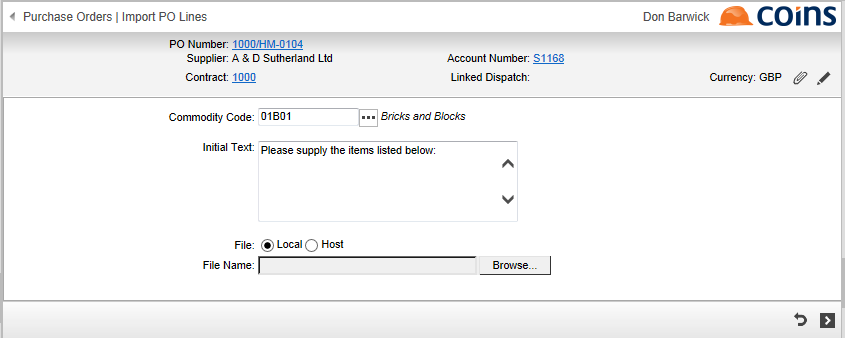 Purchase Orders | Import PO Lines Don Barwick coins
PO Number: 1000/HM-0104
Supplier: A & D Sutherland Ltd Account Number: S1168
Contract: 1000 Linked Dispatch: Currency: GBP
Commodity Code: 01B01 Bricks and Blocks
Initial Text: Please supply the items listed below:
File: Local Host
File Name: Browse...